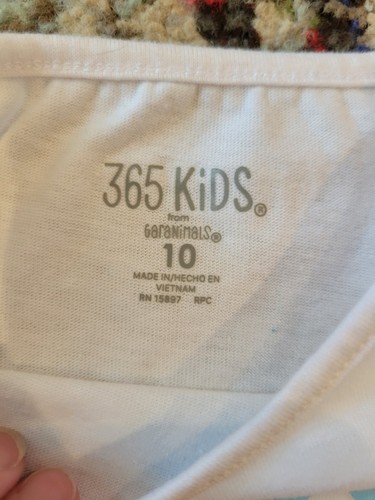 365 KiDS®
from
GaRaNiMaLS®
10
MADE IN/HECHO EN
VIETNAM
RN 15897 RPC